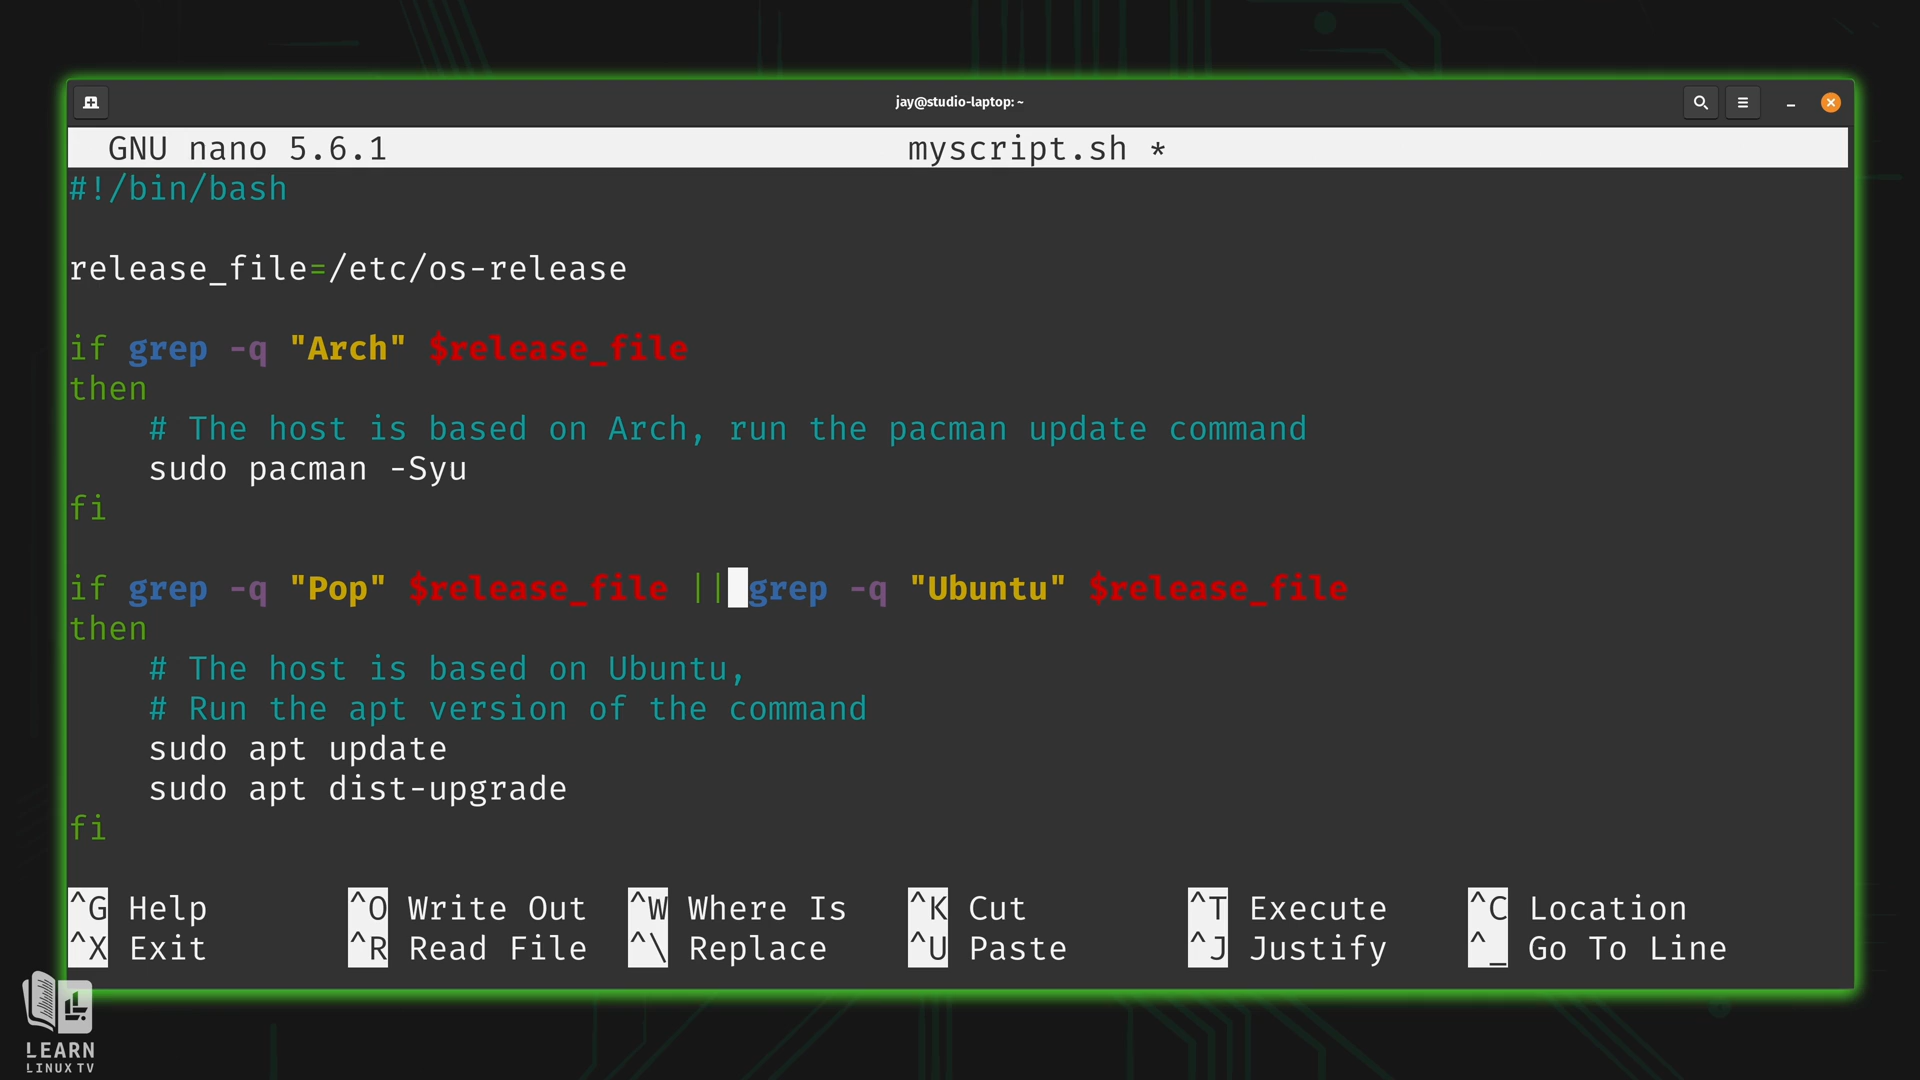 jay@studio-laptop: ~
GNU nano 5.6.1 myscript.sh *
#!/bin/bash
release_file=/etc/os-release
if grep -q "Arch" $release_file
then
# The host is based on Arch, run the pacman update command
sudo pacman -Syu
fi
if grep -q "Pop" $release_file || grep -q "Ubuntu" $release_file
then
# The host is based on Ubuntu,
# Run the apt version of the command
sudo apt update
sudo apt dist-upgrade
fi
^G Help ^O Write Out ^W Where Is ^K Cut ^T Execute ^C Location
^X Exit ^R Read File ^\ Replace ^U Paste ^J Justify ^_ Go To Line
LEARN
LINUX TV